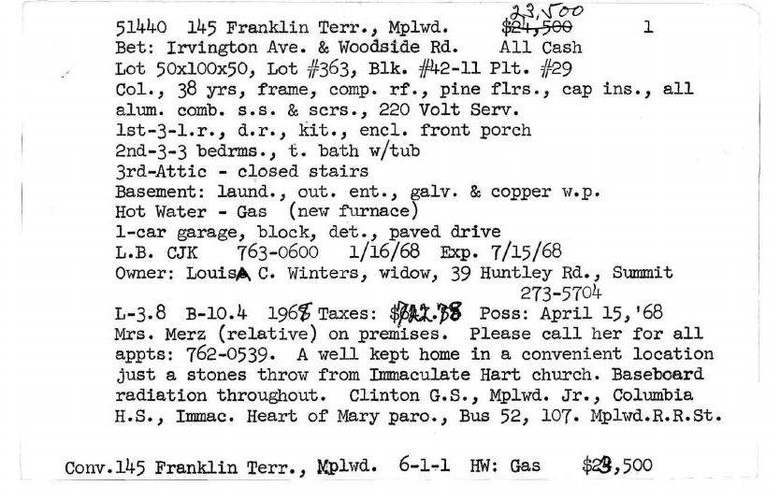 23,500
51440 145 Franklin Terr., Mplwd. $24,500 1
Bet: Irvington Ave. & Woodside Rd. All Cash
Lot 50x100x50, Lot #363, Blk. #42-11 Plt. #29
Col., 38 yrs, frame, comp. rf., pine flrs., cap ins., all
alum. comb. s.s. & scrs., 220 Volt Serv.
1st-3-l.r., d.r., kit., encl. front porch
2nd-3-3 bedrms., t. bath w/tub
3rd-Attic - closed stairs
Basement: laund., out. ent., galv. & copper w.p.
Hot Water - Gas (new furnace)
1-car garage, block, det., paved drive
L.B. CJK 763-0600 1/16/68 Exp. 7/15/68
Owner: LouisA C. Winters, widow, 39 Huntley Rd., Summit
273-5704
L-3.8 B-10.4 1968 Taxes: Poss: April 15,'68
Mrs. Merz (relative) on premises. Please call her for all
appts: 762-0539. A well kept home in a convenient location
just a stones throw from Immaculate Hart church. Baseboard
radiation throughout. Clinton G.S., Mplwd. Jr., Columbia
H.S., Immac. Heart of Mary paro., Bus 52, 107. Mplwd.R.R.St.
Conv.145 Franklin Terr., Mplwd. 6-1-1 HW: Gas $23,500